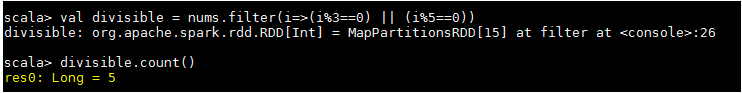 scala> val divisible = nums.filter(i=>(i%3==0) || (i%5==0))
divisible: org.apache.spark.rdd.RDD[Int] = MapPartitionsRDD[15] at filter at <console>:26
scala> divisible.count()
res0: Long = 5